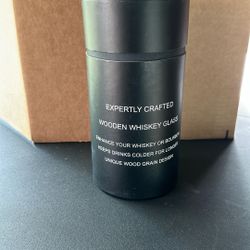 EXPERTLY CRAFTED
WOODEN WHISKEY GLASS
ENHANCE YOUR WHISKEY OR BOURBON
KEEPS DRINKS COLDER FOR LONGER
UNIQUE WOOD GRAIN DESIGN